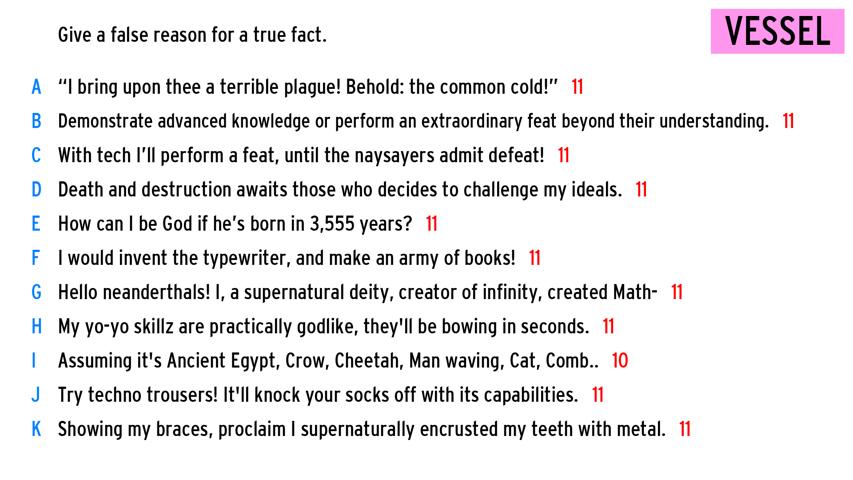 Give a false reason for a true fact.
VESSEL
A "I bring upon thee a terrible plague! Behold: the common cold!" 11
B Demonstrate advanced knowledge or perform an extraordinary feat beyond their understanding. 11
C With tech I'll perform a feat, until the naysayers admit defeat! 11
D Death and destruction awaits those who decides to challenge my ideals. 11
E How can I be God if he's born in 3,555 years? 11
F I would invent the typewriter, and make an army of books! 11
G Hello neanderthals! I, a supernatural deity, creator of infinity, created Math- 11
H My yo-yo skillz are practically godlike, they'll be bowing in seconds. 11
I Assuming it's Ancient Egypt, Crow, Cheetah, Man waving, Cat, Comb.. 10
J Try techno trousers! It'll knock your socks off with its capabilities. 11
K Showing my braces, proclaim I supernaturally encrusted my teeth with metal. 11